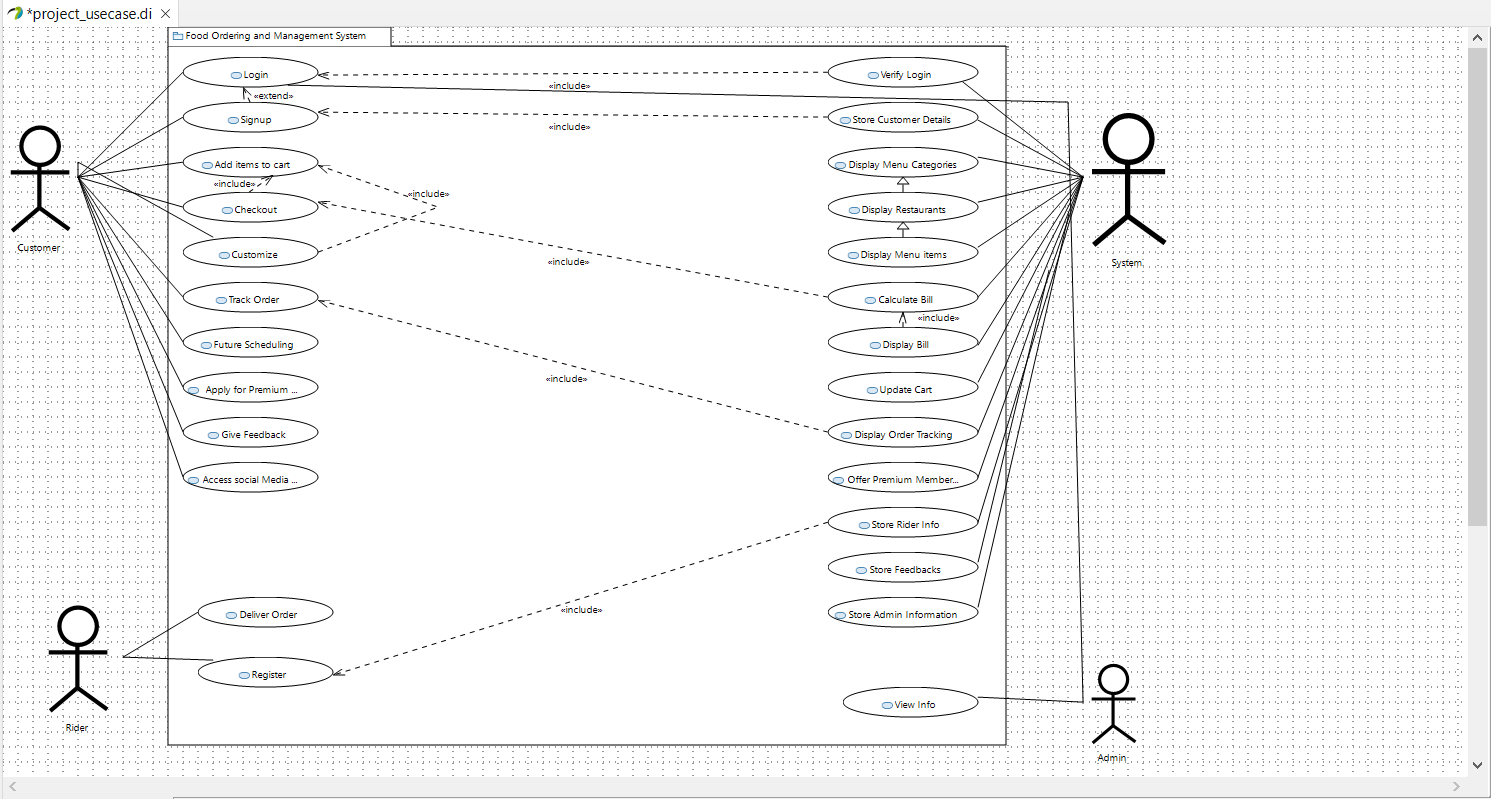 *project_usecase.di
Food Ordering and Management System
Login
Verify Login
«include»
«extend»
Signup
Store Customer Details
«include»
Add items to cart
Display Menu Categories
«include»
«include»
Checkout
Display Restaurants
Customer
Customize
Display Menu items
«include»
System
Track Order
Calculate Bill
«include»
Future Scheduling
Display Bill
«include»
Apply for Premium ...
Update Cart
Give Feedback
Display Order Tracking
Access social Media ...
Offer Premium Member...
Store Rider Info
Store Feedbacks
«include»
Deliver Order
Store Admin Information
Register
View Info
Rider
Admin